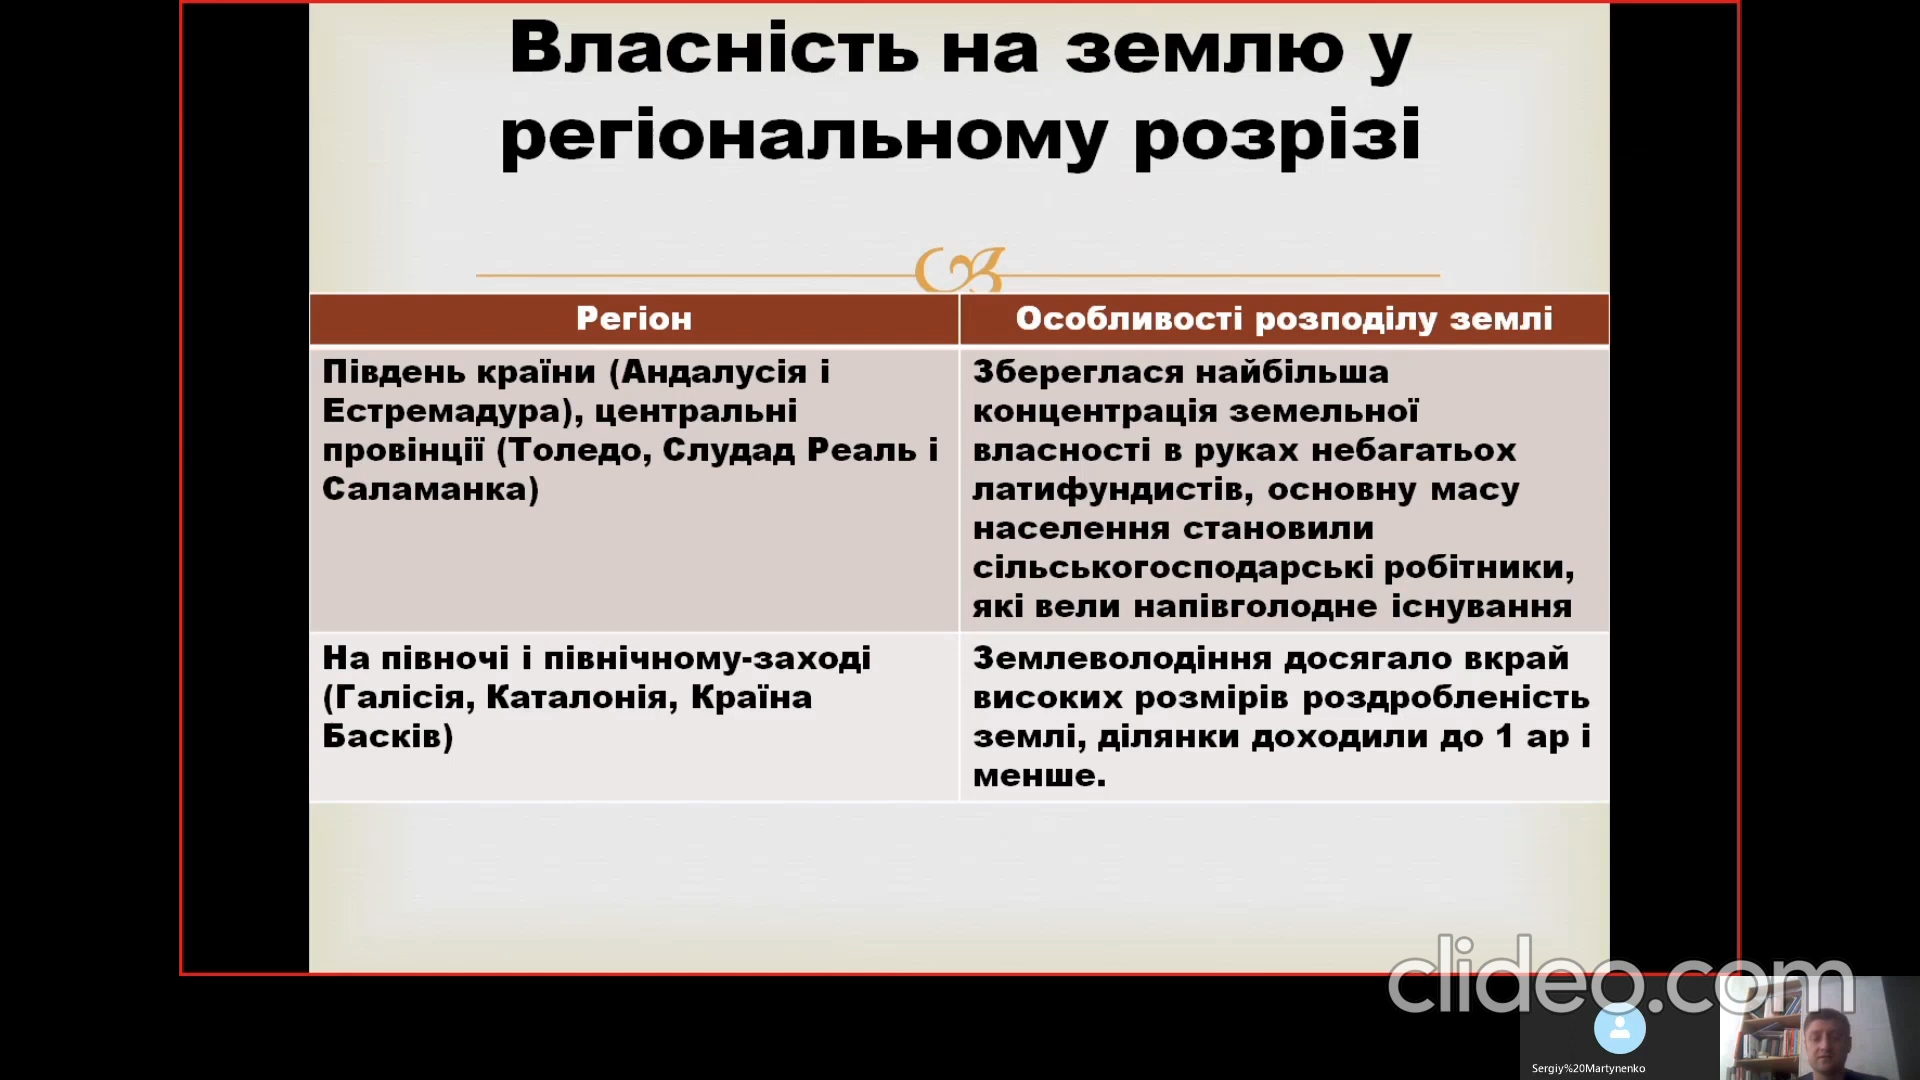 Власність на землю у
регіональному розрізі
Регіон
Особливості розподілу землі
Південь країни (Андалусія і
Естремадура), центральні
провінції (Толедо, Слудад Реаль і
Саламанка)
Збереглася найбільша
концентрація земельної
власності в руках небагатьох
латифундистів, основну масу
населення становили
сільськогосподарські робітники,
які вели напівголодне існування
На півночі і північному-заході
(Галісія, Каталонія, Країна
Басків)
Землеволодіння досягало вкрай
високих розмірів роздробленість
землі, ділянки доходили до 1 ар і
менше.
clideo.com
Sergiy%20Martynenko